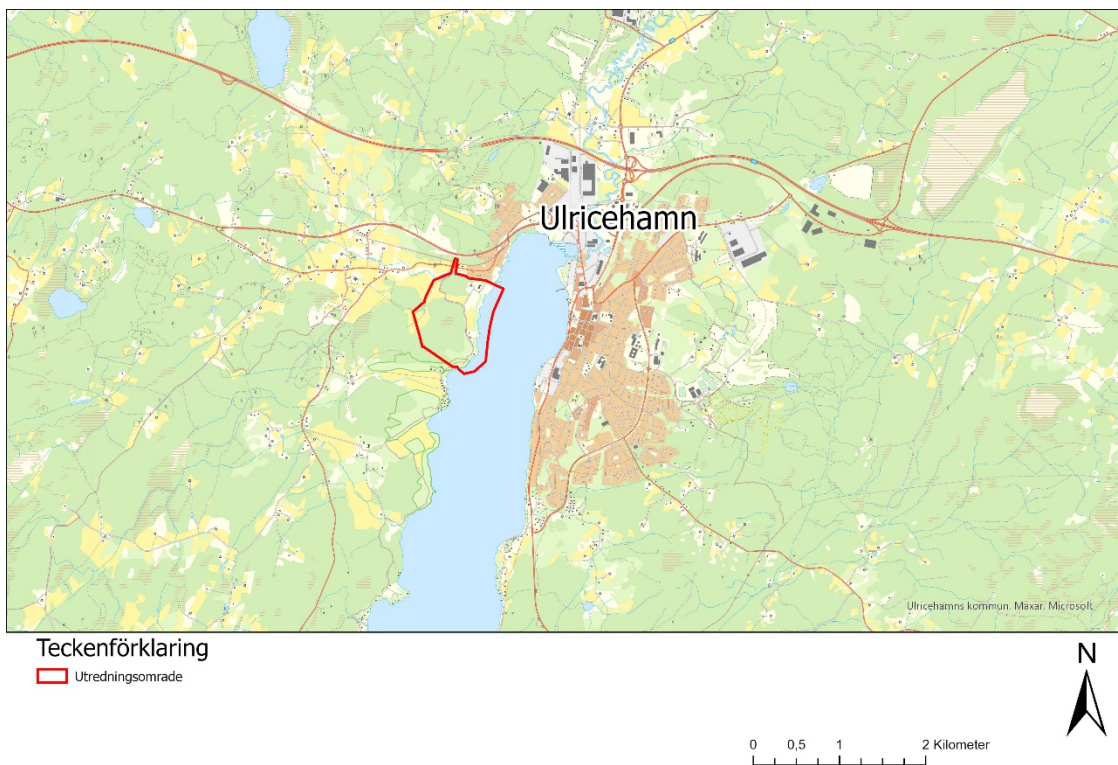 Ulricehamn
Ulricehamns kommun, Maxar, Microsoft
Teckenförklaring
Utredningsomrade
N
0 0,5 1 2 Kilometer